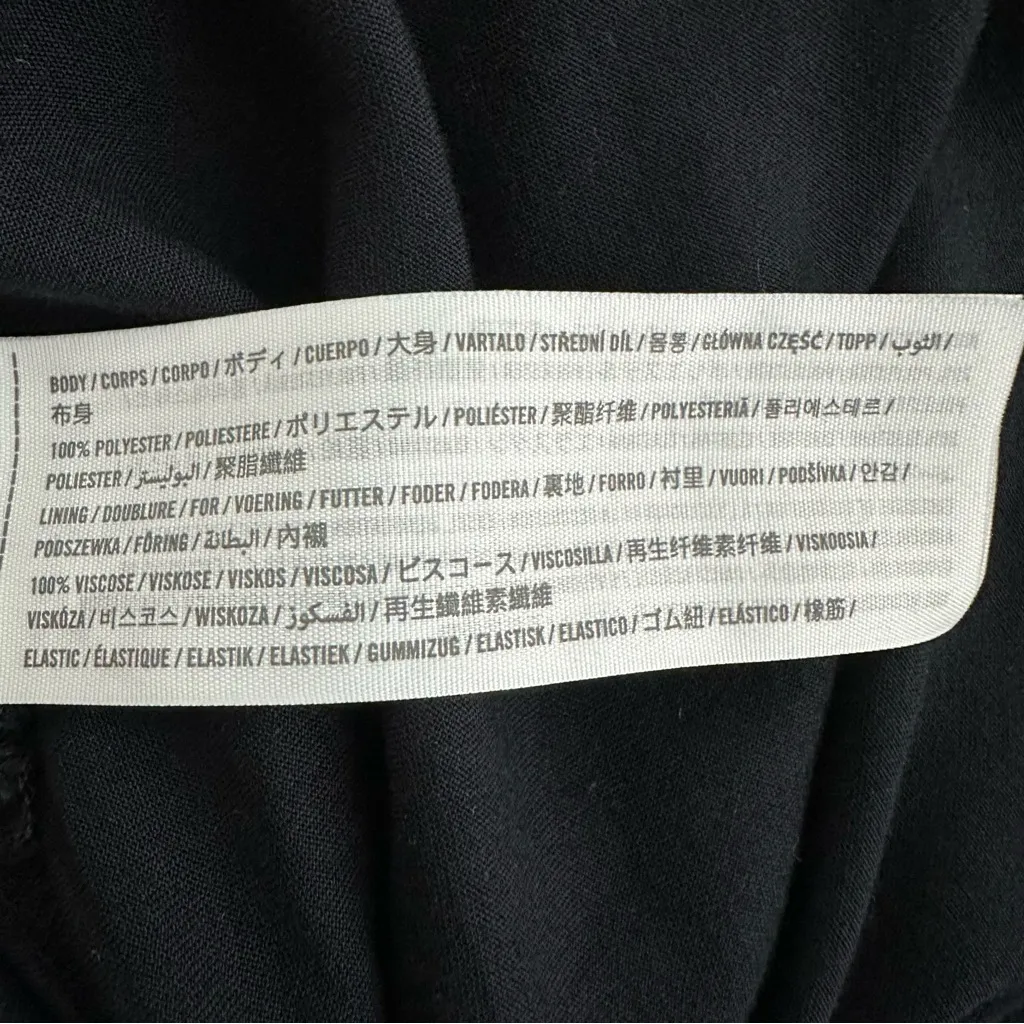 BODY / CORPS / CORPO / ボディ / CUERPO / 大身 / VARTALO / STŘEDNÍ DÍL / 몸통 / GŁÓWNA CZĘŚĆ / TOPP / الثوب /
布身
100% POLYESTER / POLIESTERE / ポリエステル / POLIÉSTER / 聚酯纤维 / POLYESTERIÄ / 폴리에스테르 /
POLIESTER / البوليستر / 聚脂纖維
LINING / DOUBLURE / FOR / VOERING / FUTTER / FODER / FODERA / 裏地 / FORRO / 衬里 / VUORI / PODŠÍVKA / 안감 /
PODSZEWKA / FÔRING / البطانة / 內襯
100% VISCOSE / VISKOSE / VISKOS / VISCOSA / ビスコース / VISCOSILLA / 再生纤维素纤维 / VISKOOSIA /
VISKÓZA / 비스코스 / WISKOZA / الفسكوز / 再生纖維素纖維
ELASTIC / ÉLASTIQUE / ELASTIK / ELASTIEK / GUMMIZUG / ELASTISK / ELASTICO / ゴム紐 / ELÁSTICO / 橡筋 /